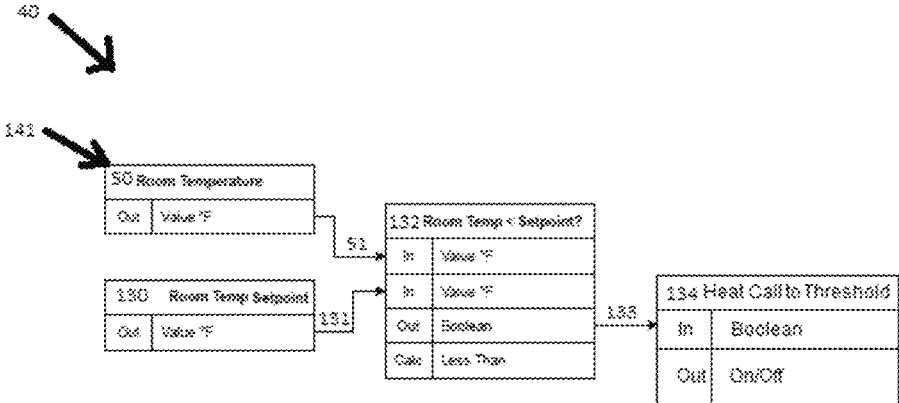 40
141
50 Room Temperature
Out Value °F
51
130 Room Temp Setpoint
Out Value °F
131
132 Room Temp < Setpoint?
In Value °F
In Value °F
Out Boolean
Calc Less Than
133
134 Heat Call to Threshold
In Boolean
Out On/Off